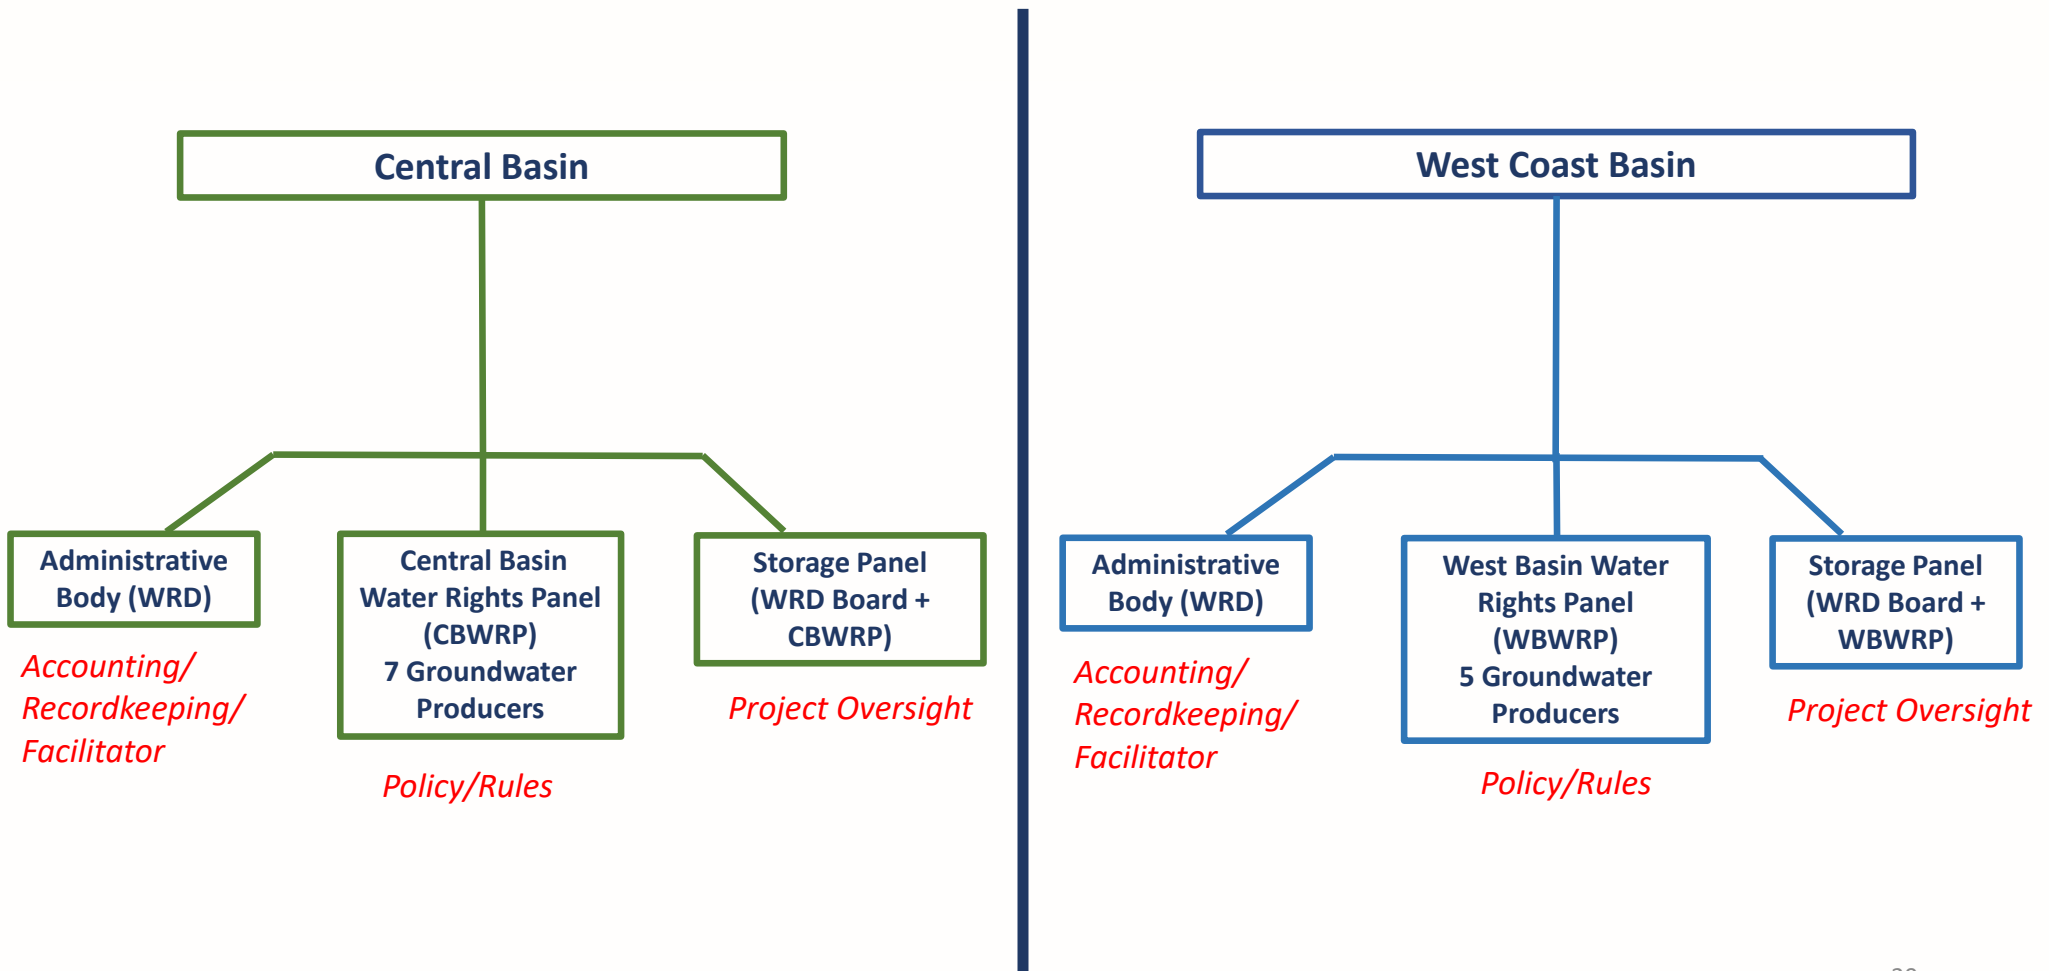 Central Basin
Administrative
Body (WRD)
Accounting/
Recordkeeping/
Facilitator
Central Basin
Water Rights Panel
(CBWRP)
7 Groundwater
Producers
Policy/Rules
Storage Panel
(WRD Board +
CBWRP)
Project Oversight
West Coast Basin
Administrative
Body (WRD)
Accounting/
Recordkeeping/
Facilitator
West Basin Water
Rights Panel
(WBWRP)
5 Groundwater
Producers
Policy/Rules
Storage Panel
(WRD Board +
WBWRP)
Project Oversight